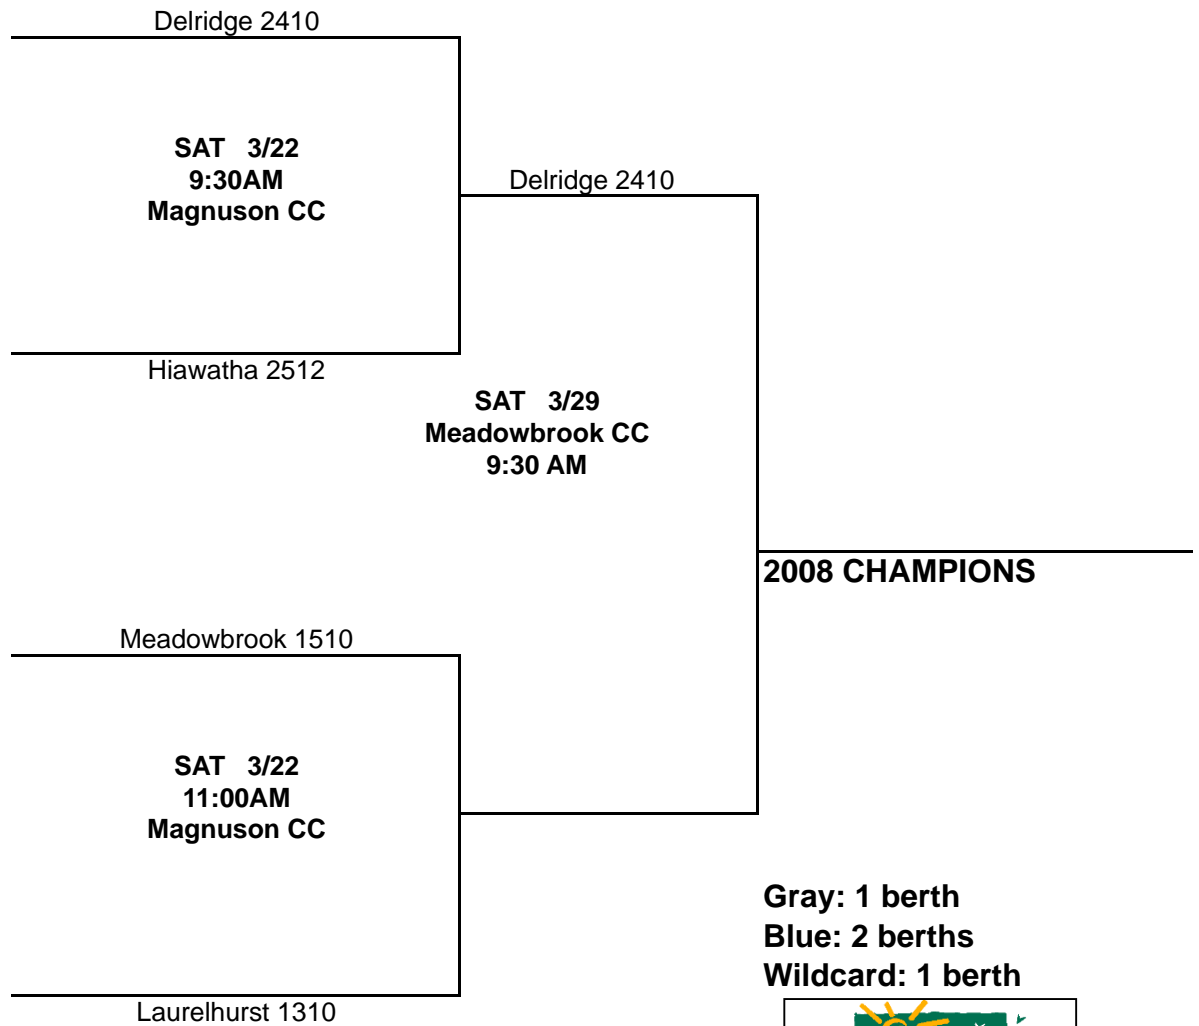 Delridge 2410
SAT 3/22
9:30AM
Magnuson CC
Delridge 2410
Hiawatha 2512
SAT 3/29
Meadowbrook CC
9:30 AM
2008 CHAMPIONS
Meadowbrook 1510
SAT 3/22
11:00AM
Magnuson CC
Laurelhurst 1310
Gray: 1 berth
Blue: 2 berths
Wildcard: 1 berth